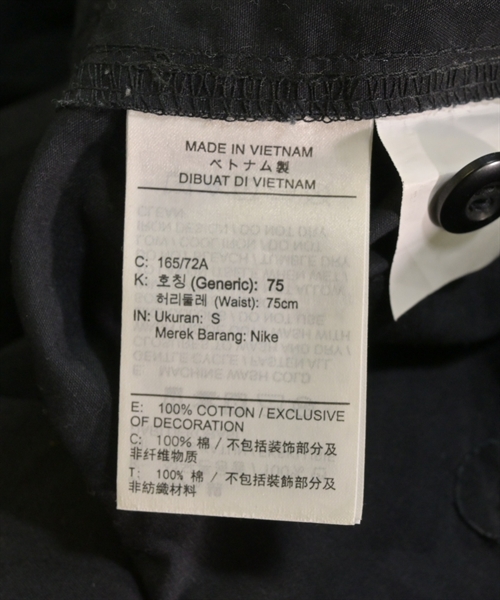 MADE IN VIETNAM
ベトナム製
DIBUAT DI VIETNAM
C: 165/72A
K: 호칭 (Generic): 75
허리둘레 (Waist): 75cm
IN: Ukuran: S
Merek Barang: Nike
E: 100% COTTON / EXCLUSIVE
OF DECORATION
C: 100% 棉 / 不包括装饰部分及
非纤维物质
T: 100% 棉 / 不包括裝飾部分及
非紡織材料